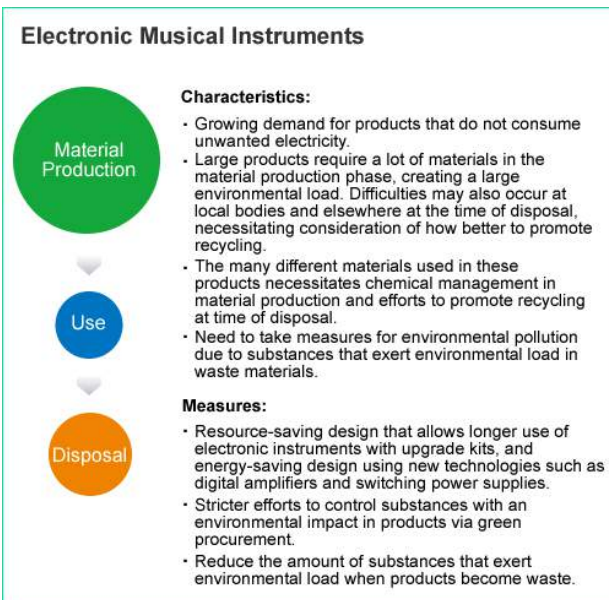 Electronic Musical Instruments
Material
Production
Use
Disposal
Characteristics:
· Growing demand for products that do not consume
unwanted electricity.
· Large products require a lot of materials in the
material production phase, creating a large
environmental load. Difficulties may also occur at
local bodies and elsewhere at the time of disposal,
necessitating consideration of how better to promote
recycling.
· The many different materials used in these
products necessitates chemical management in
material production and efforts to promote recycling
at time of disposal.
· Need to take measures for environmental pollution
due to substances that exert environmental load in
waste materials.
Measures:
· Resource-saving design that allows longer use of
electronic instruments with upgrade kits, and
energy-saving design using new technologies such as
digital amplifiers and switching power supplies.
· Stricter efforts to control substances with an
environmental impact in products via green
procurement.
· Reduce the amount of substances that exert
environmental load when products become waste.